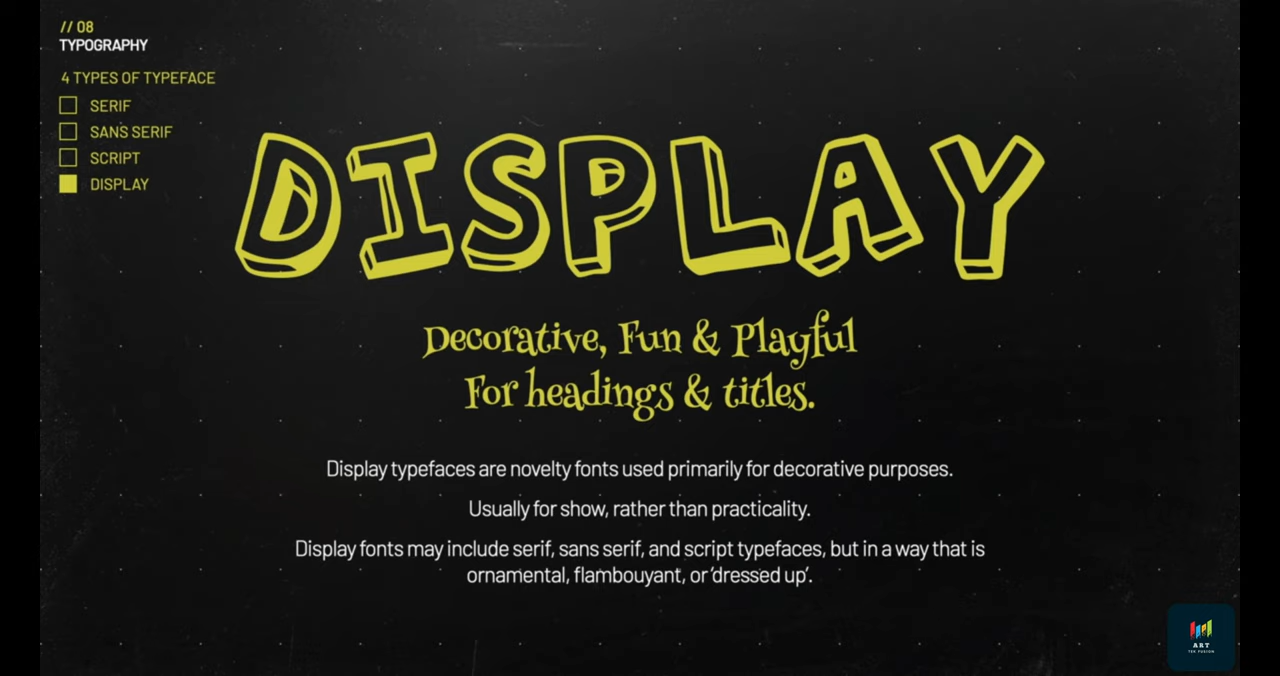 // 08
TYPOGRAPHY
4 TYPES OF TYPEFACE
SERIF
SANS SERIF
SCRIPT
DISPLAY
DISPLAY
Decorative, Fun & Playful
For headings & titles.
Display typefaces are novelty fonts used primarily for decorative purposes.
Usually for show, rather than practicality.
Display fonts may include serif, sans serif, and script typefaces, but in a way that is
ornamental, flambouyant, or 'dressed up'.
ART
TEK FUSION